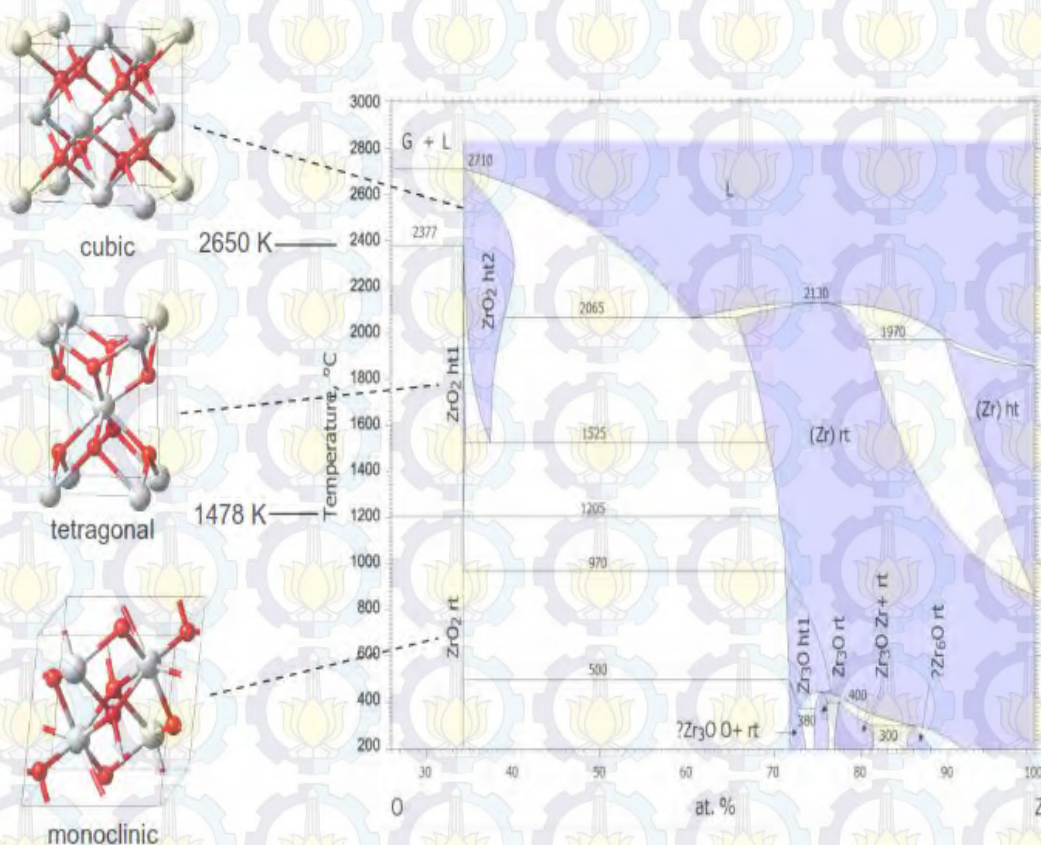 cubic
2650 K
tetragonal
1478 K
monoclinic
Temperature, °C
3000
2800
2600
2400
2200
2000
1800
1600
1400
1200
1000
800
600
400
200
G + L
L
2710
2377
2065
2130
1970
1525
1205
970
500
400
380
300
ZrO₂ ht2
ZrO₂ ht1
ZrO₂ rt
(Zr) rt
(Zr) ht
Zr₃O ht1
Zr₃O rt
Zr₃O Zr+ rt
?Zr₆O rt
?Zr₃O O+ rt
30
40
50
60
70
80
90
100
O
at. %
Z